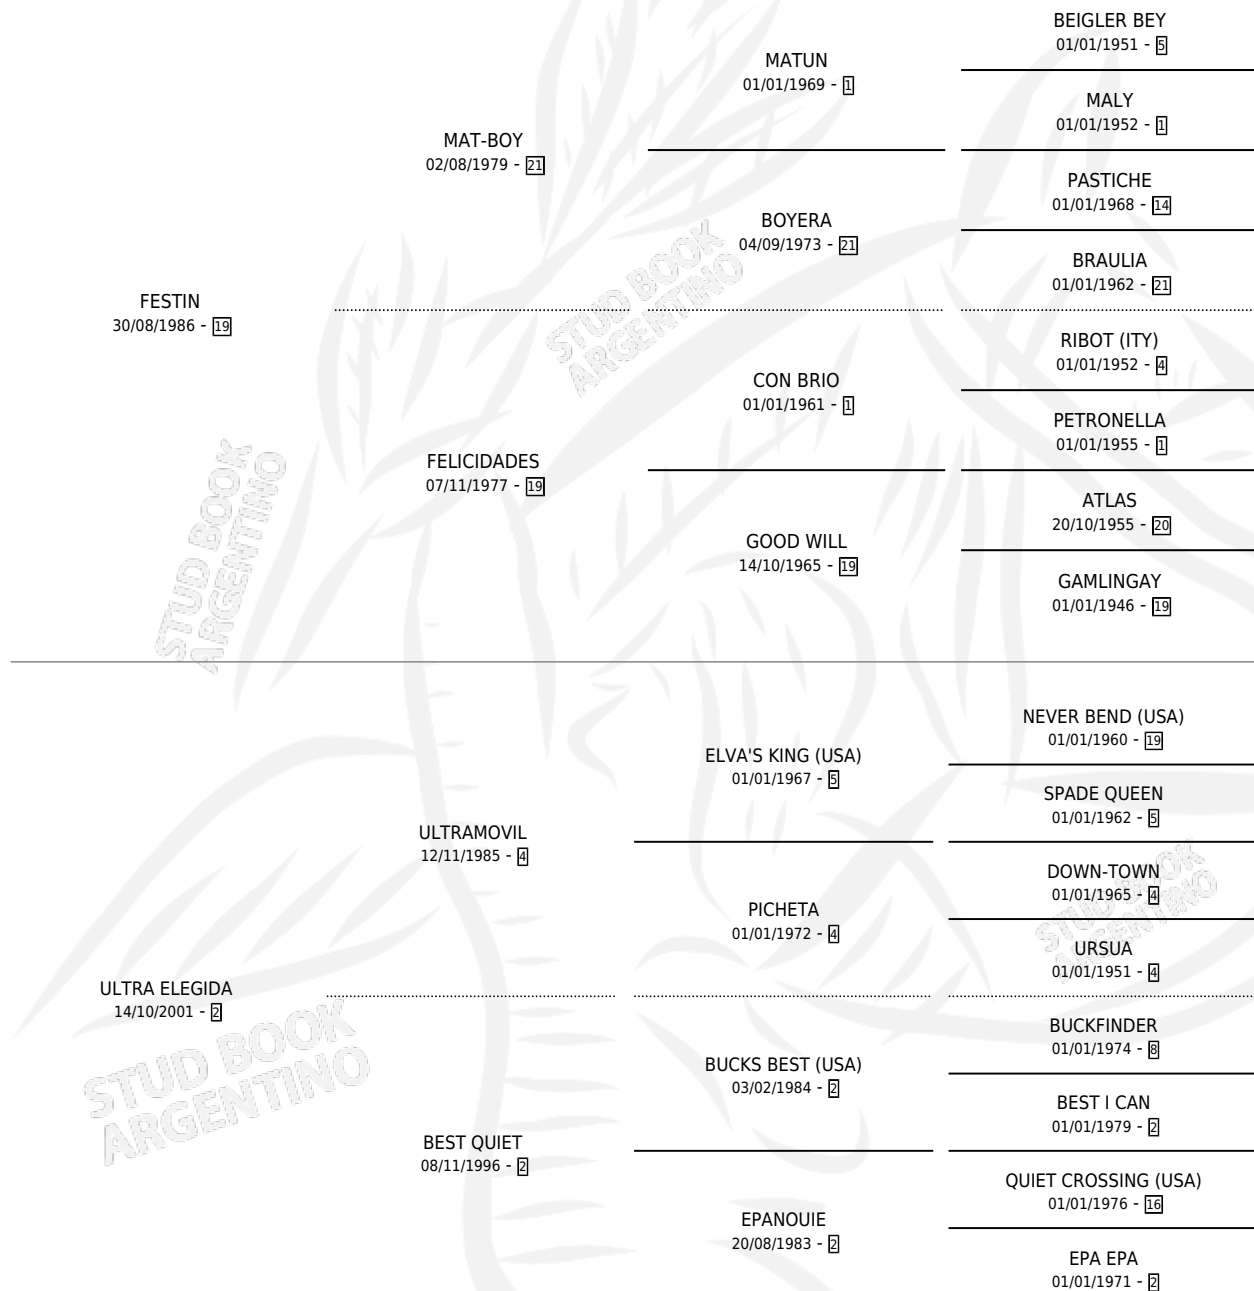 BEIGLER BEY
01/01/1951 - 5
MATUN
01/01/1969 - 1
MALY
01/01/1952 - 1
MAT-BOY
02/08/1979 - 21
PASTICHE
01/01/1968 - 14
BOYERA
04/09/1973 - 21
BRAULIA
01/01/1962 - 21
FESTIN
30/08/1986 - 19
STUD BOOK
ARGENTINO
RIBOT (ITY)
01/01/1952 - 4
CON BRIO
01/01/1961 - 1
PETRONELLA
01/01/1955 - 1
FELICIDADES
07/11/1977 - 19
ATLAS
20/10/1955 - 20
GOOD WILL
14/10/1965 - 19
GAMLINGAY
01/01/1946 - 19
STUD BOOK
ARGENTINO
NEVER BEND (USA)
01/01/1960 - 19
ELVA'S KING (USA)
01/01/1967 - 5
SPADE QUEEN
01/01/1962 - 5
ULTRAMOVIL
12/11/1985 - 4
DOWN-TOWN
01/01/1965 - 4
PICHETA
01/01/1972 - 4
STUD BOOK
ARGENTINO
URSUA
01/01/1951 - 4
ULTRA ELEGIDA
14/10/2001 - 2
BUCKFINDER
01/01/1974 - 8
BUCKS BEST (USA)
03/02/1984 - 2
STUD BOOK
ARGENTINO
BEST I CAN
01/01/1979 - 2
BEST QUIET
08/11/1996 - 2
QUIET CROSSING (USA)
01/01/1976 - 16
EPANOUIE
20/08/1983 - 2
EPA EPA
01/01/1971 - 2